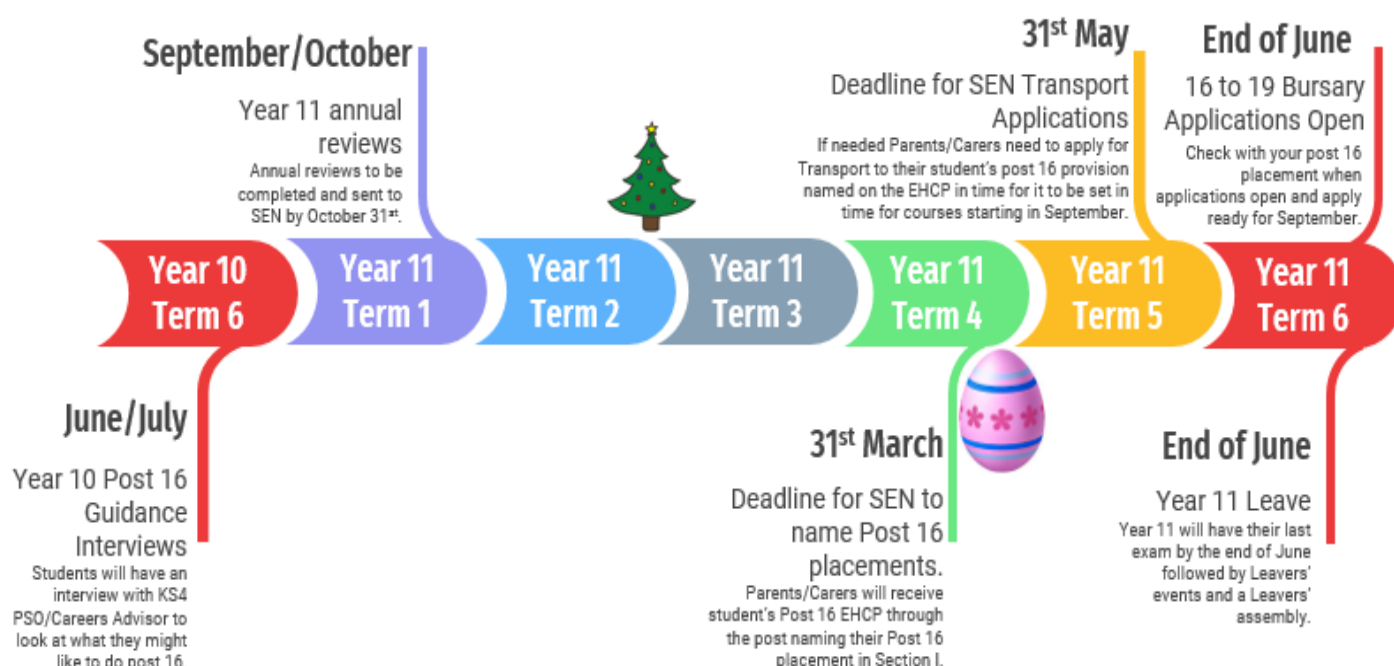 September/October
Year 11 annual
reviews
Annual reviews to be
completed and sent to
SEN by October 31st.
31st May
Deadline for SEN Transport
Applications
If needed Parents/Carers need to apply for
Transport to their student's post 16 provision
named on the EHCP in time for it to be set in
time for courses starting in September.
End of June
16 to 19 Bursary
Applications Open
Check with your post 16
placement when
applications open and apply
ready for September.
Year 10
Term 6
Year 11
Term 1
Year 11
Term 2
Year 11
Term 3
Year 11
Term 4
Year 11
Term 5
Year 11
Term 6
June/July
Year 10 Post 16
Guidance
Interviews
Students will have an
interview with KS4
PSO/Careers Advisor to
look at what they might
like to do post 16.
31st March
Deadline for SEN to
name Post 16
placements.
Parents/Carers will receive
student's Post 16 EHCP through
the post naming their Post 16
placement in Section I.
End of June
Year 11 Leave
Year 11 will have their last
exam by the end of June
followed by Leavers'
events and a Leavers'
assembly.